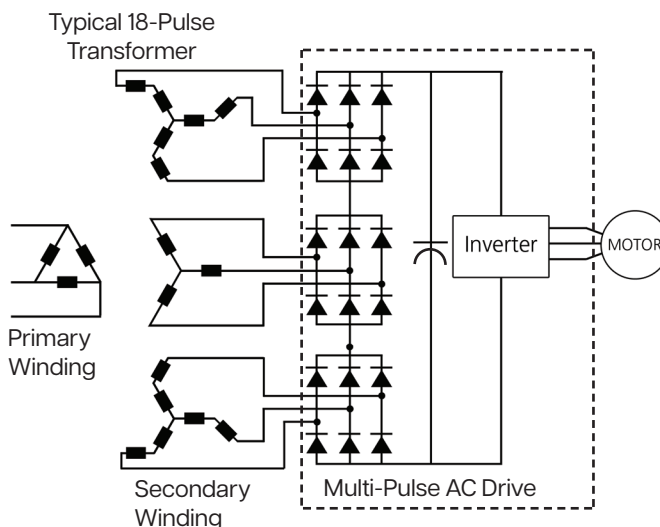 Typical 18-Pulse
Transformer
Inverter
MOTOR
Primary
Winding
Secondary
Winding
Multi-Pulse AC Drive